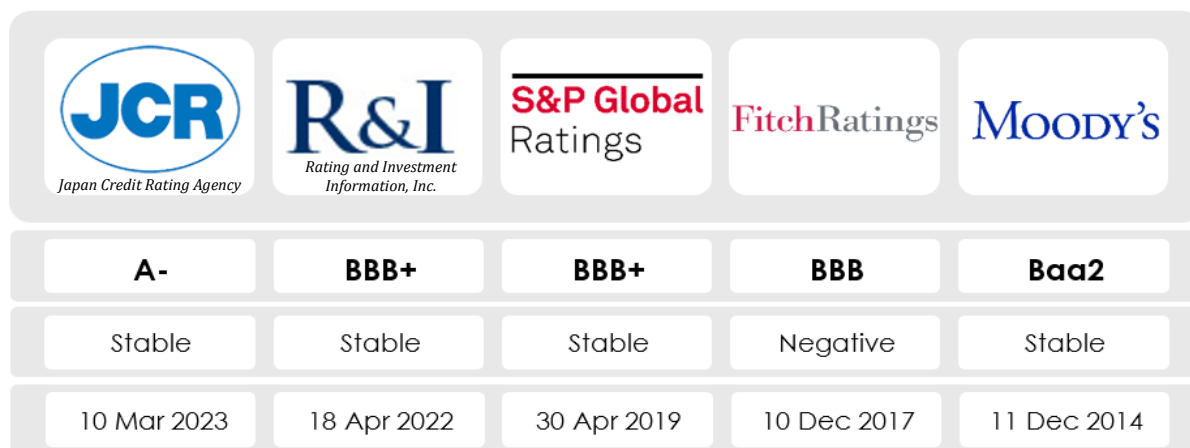 JCR
Japan Credit Rating Agency
R&I
Rating and Investment
Information, Inc.
S&P Global
Ratings
FitchRatings
MOODY'S
A- BBB+ BBB+ BBB Baa2
Stable Stable Stable Negative Stable
10 Mar 2023 18 Apr 2022 30 Apr 2019 10 Dec 2017 11 Dec 2014